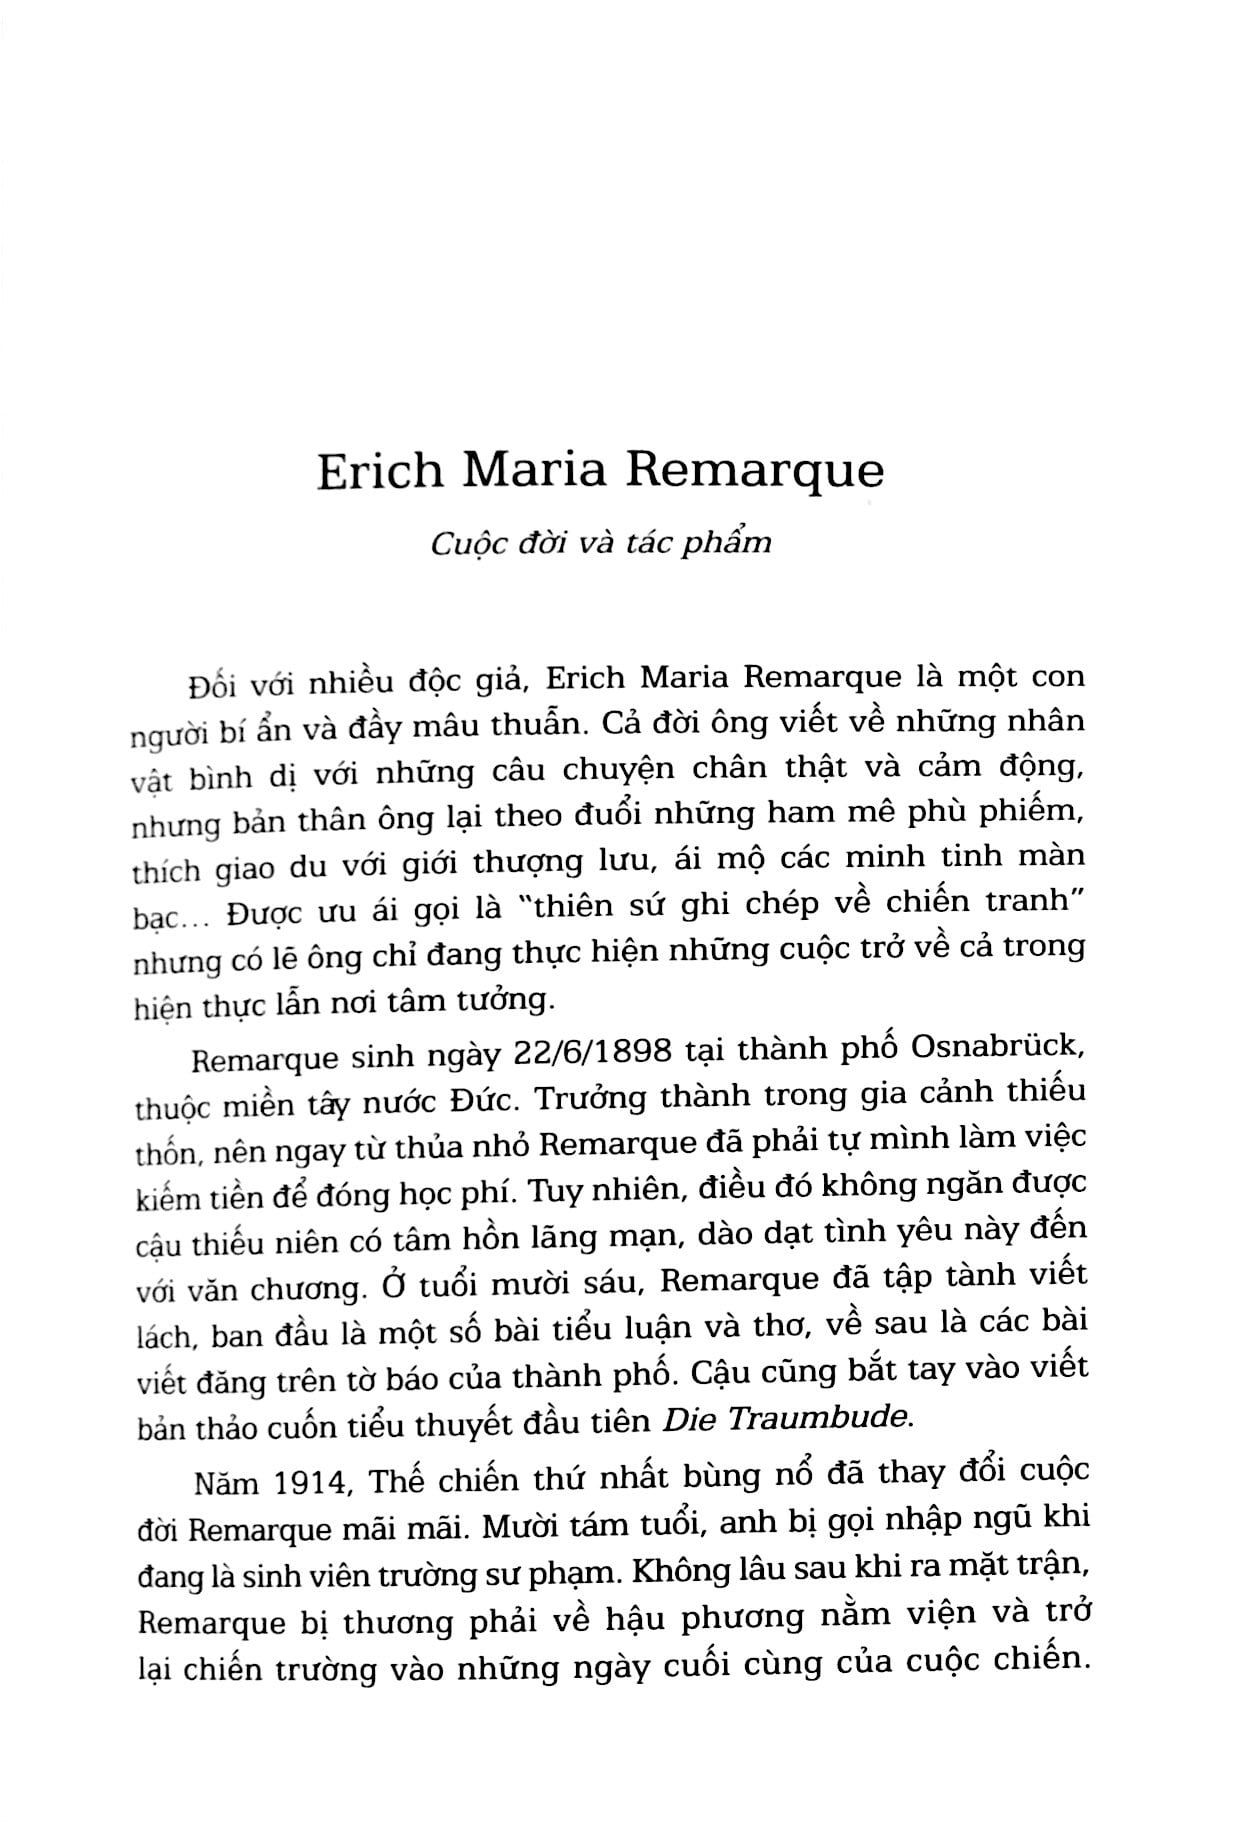 Erich Maria Remarque
Cuộc đời và tác phẩm
Đối với nhiều độc giả, Erich Maria Remarque là một con
người bí ẩn và đầy mâu thuẫn. Cả đời ông viết về những nhân
vật bình dị với những câu chuyện chân thật và cảm động,
nhưng bản thân ông lại theo đuổi những ham mê phù phiếm,
thích giao du với giới thượng lưu, ái mộ các minh tinh màn
bạc... Được ưu ái gọi là “thiên sứ ghi chép về chiến tranh”
nhưng có lẽ ông chỉ đang thực hiện những cuộc trở về cả trong
hiện thực lẫn nơi tâm tưởng.
Remarque sinh ngày 22/6/1898 tại thành phố Osnabrück,
thuộc miền tây nước Đức. Trưởng thành trong gia cảnh thiếu
thốn, nên ngay từ thủa nhỏ Remarque đã phải tự mình làm việc
kiếm tiền để đóng học phí. Tuy nhiên, điều đó không ngăn được
cậu thiếu niên có tâm hồn lãng mạn, dào dạt tình yêu này đến
với văn chương. Ở tuổi mười sáu, Remarque đã tập tành viết
lách, ban đầu là một số bài tiểu luận và thơ, về sau là các bài
viết đăng trên tờ báo của thành phố. Cậu cũng bắt tay vào viết
bản thảo cuốn tiểu thuyết đầu tiên Die Traumbude.
Năm 1914, Thế chiến thứ nhất bùng nổ đã thay đổi cuộc
đời Remarque mãi mãi. Mười tám tuổi, anh bị gọi nhập ngũ khi
đang là sinh viên trường sư phạm. Không lâu sau khi ra mặt trận,
Remarque bị thương phải về hậu phương nằm viện và trở
lại chiến trường vào những ngày cuối cùng của cuộc chiến.